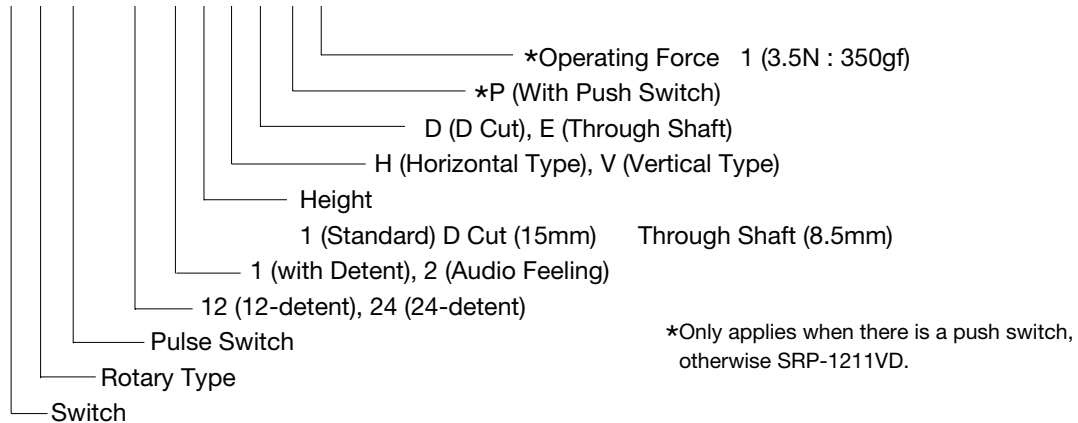 *Operating Force 1 (3.5N : 350gf)
*P (With Push Switch)
D (D Cut), E (Through Shaft)
H (Horizontal Type), V (Vertical Type)
Height
1 (Standard) D Cut (15mm) Through Shaft (8.5mm)
1 (with Detent), 2 (Audio Feeling)
12 (12-detent), 24 (24-detent)
Pulse Switch
Rotary Type
Switch
*Only applies when there is a push switch,
otherwise SRP-1211VD.